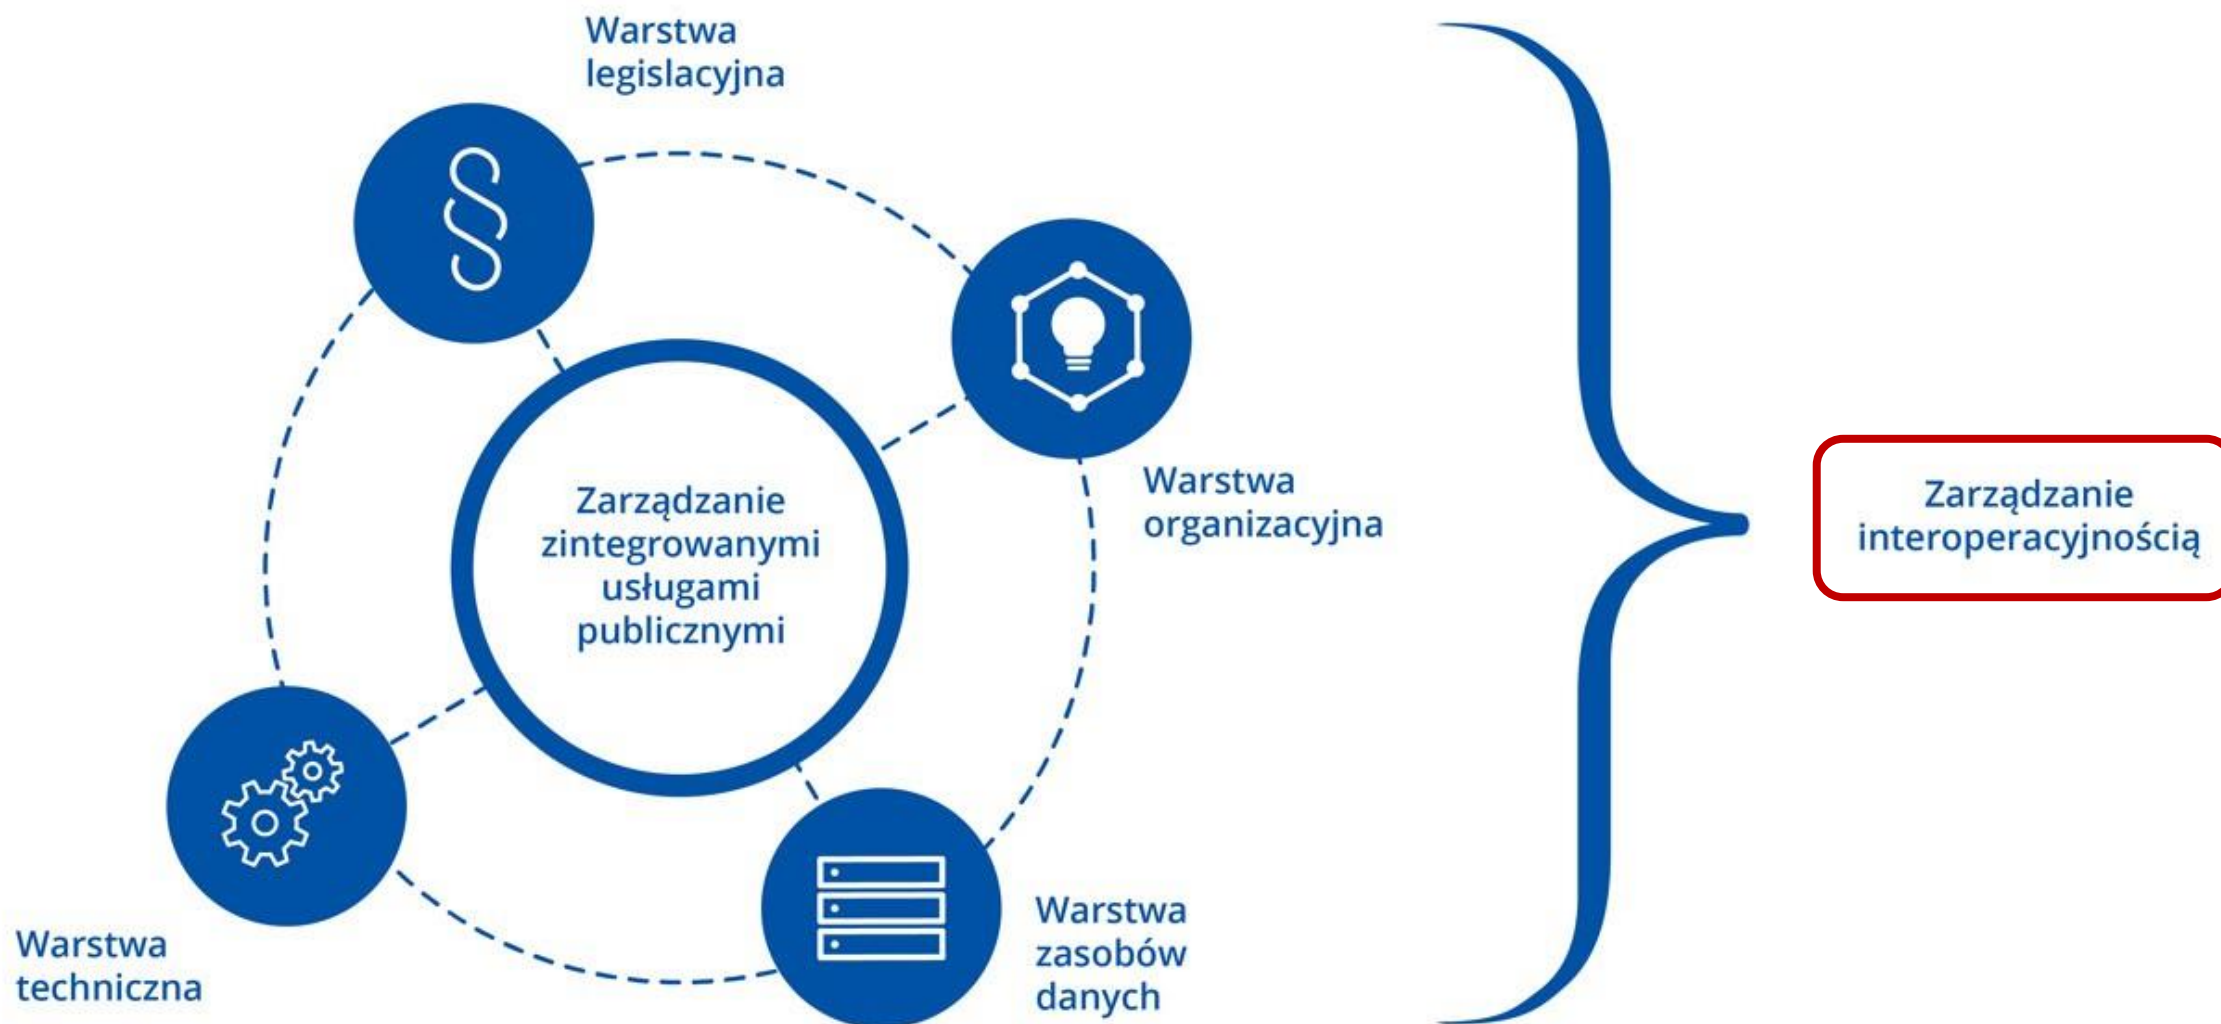 Warstwa
legislacyjna
Warstwa
organizacyjna
Zarządzanie
zintegrowanymi
usługami
publicznymi
Warstwa
techniczna
Warstwa
zasobów
danych
Zarządzanie
interoperacyjnością